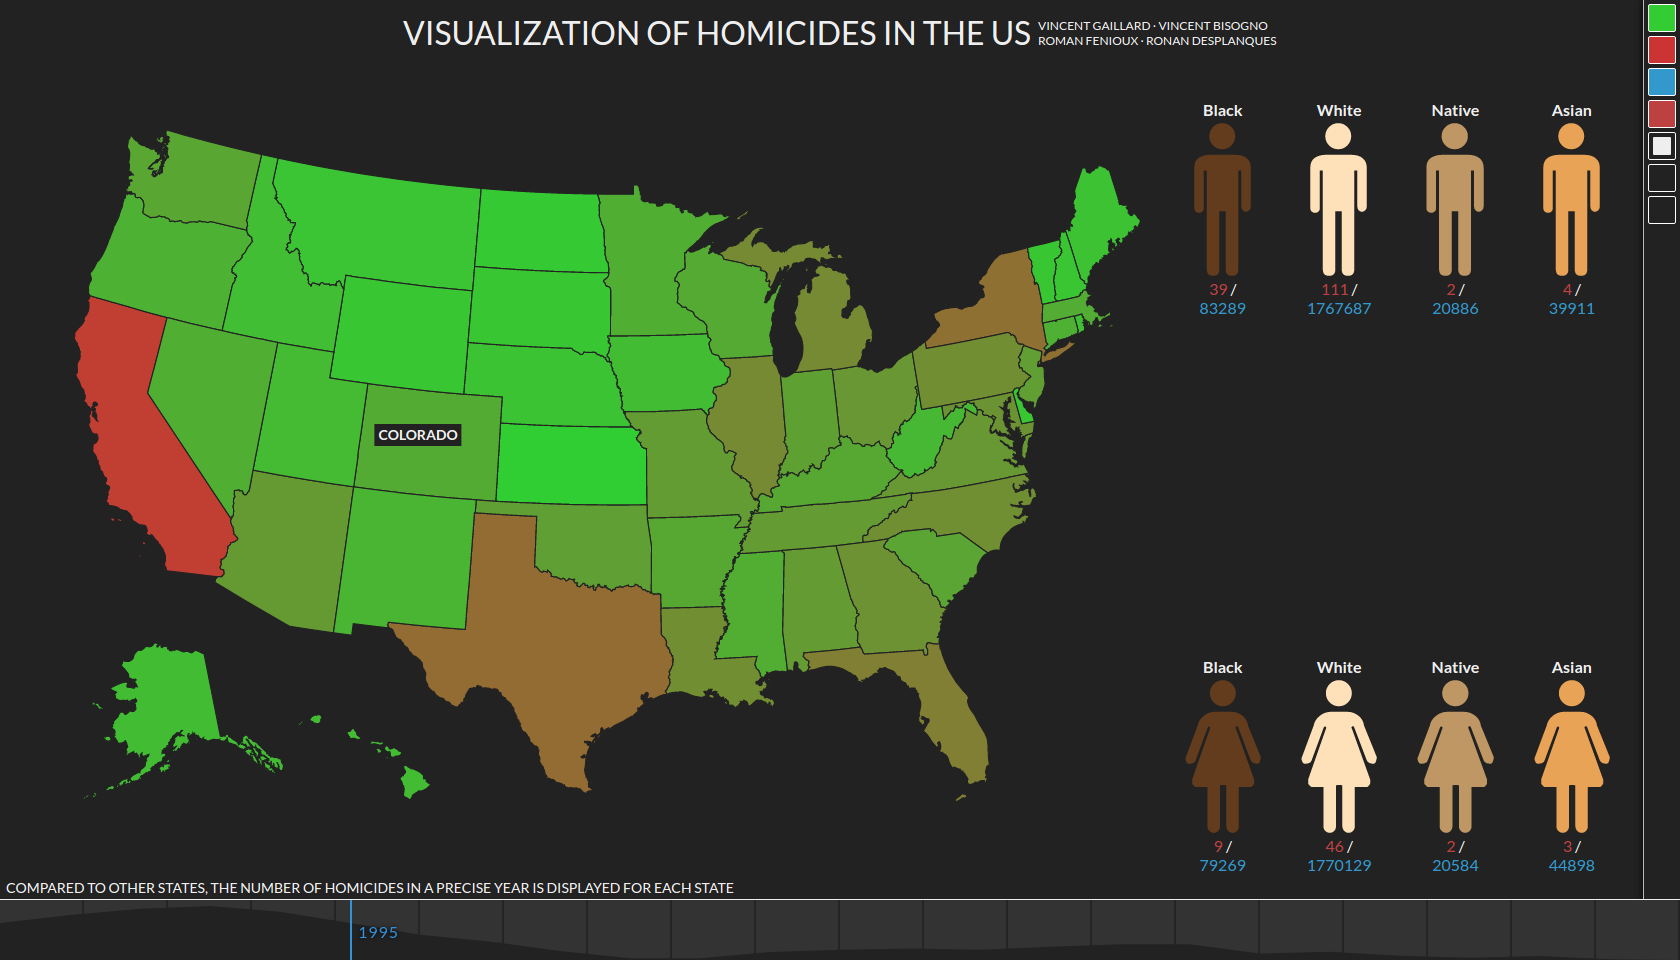 VISUALIZATION OF HOMICIDES IN THE US
VINCENT GAILLARD · VINCENT BISOGNO
ROMAN FENIOUX · RONAN DESPLANQUES
Black White Native Asian
39 / 111 / 2 / 4 /
83289 1767687 20886 39911
COLORADO
Black White Native Asian
9 / 46 / 2 / 3 /
79269 1770129 20584 44898
COMPARED TO OTHER STATES, THE NUMBER OF HOMICIDES IN A PRECISE YEAR IS DISPLAYED FOR EACH STATE
1995